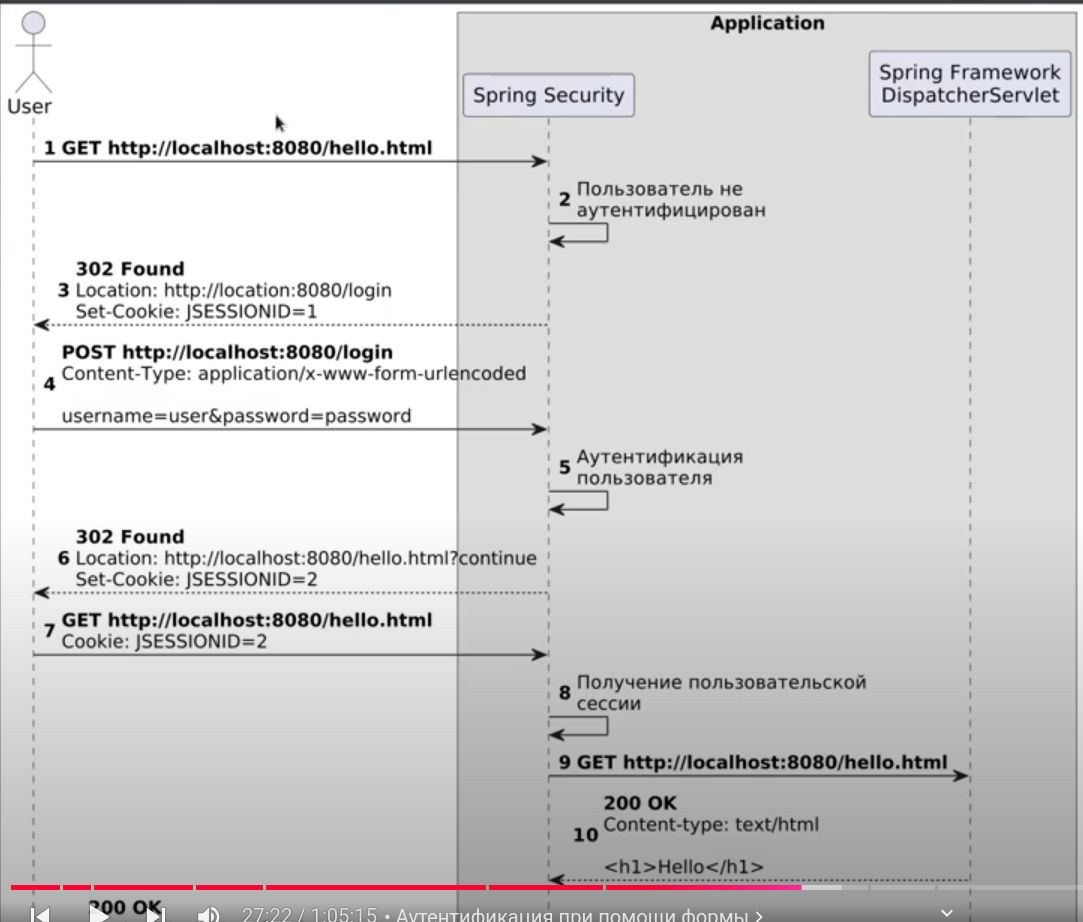 Application
Spring Security
Spring Framework
DispatcherServlet
User
1 GET http://localhost:8080/hello.html
2 Пользователь не
аутентифицирован
302 Found
3 Location: http://location:8080/login
Set-Cookie: JSESSIONID=1
POST http://localhost:8080/login
4 Content-Type: application/x-www-form-urlencoded
username=user&password=password
5 Аутентификация
пользователя
302 Found
6 Location: http://localhost:8080/hello.html?continue
Set-Cookie: JSESSIONID=2
7 GET http://localhost:8080/hello.html
Cookie: JSESSIONID=2
8 Получение пользовательской
сессии
9 GET http://localhost:8080/hello.html
200 OK
10 Content-type: text/html
<h1>Hello</h1>
200 OK
27:22 / 1:05:15 • Аутентификация при помощи формы